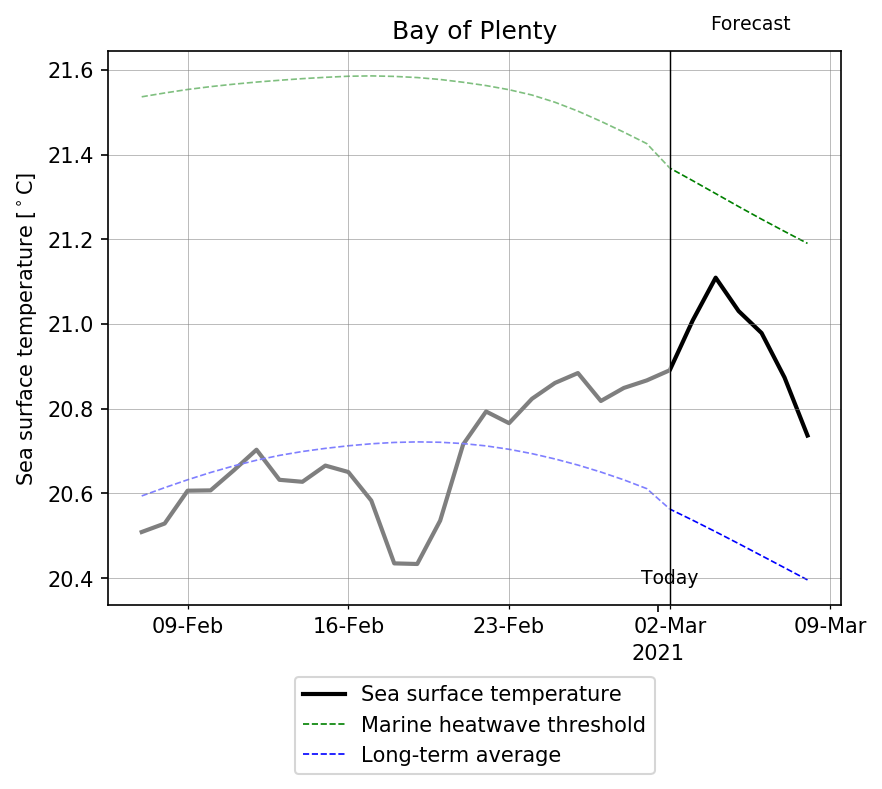 Forecast
Bay of Plenty
Sea surface temperature [°C]
21.6
21.4
21.2
21.0
20.8
20.6
20.4
Today
09-Feb 16-Feb 23-Feb 02-Mar 09-Mar
2021
Sea surface temperature
Marine heatwave threshold
Long-term average